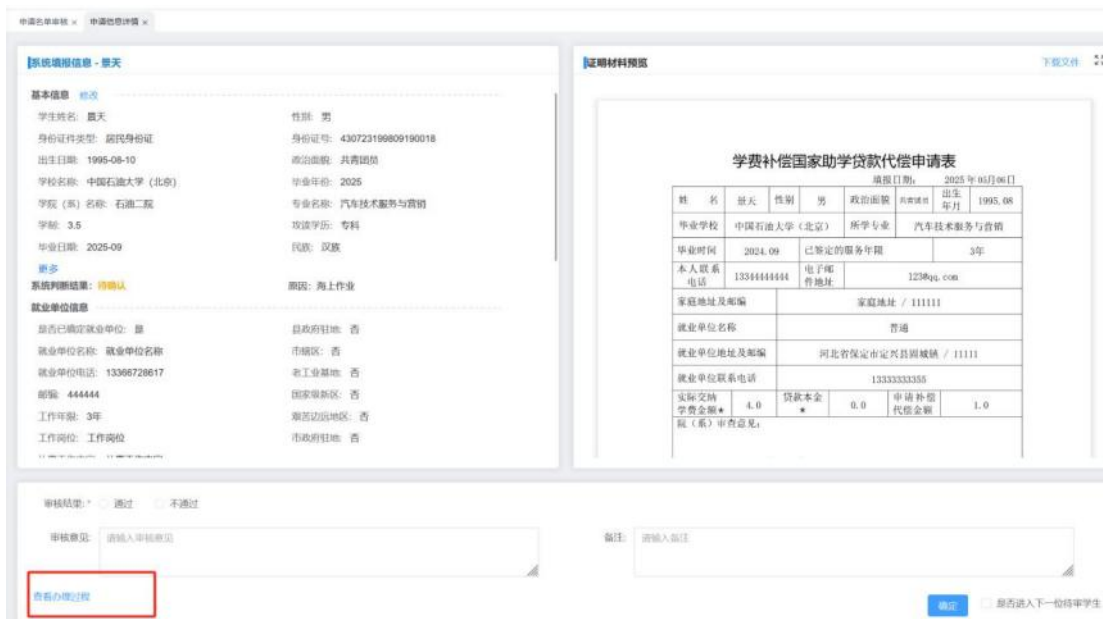 申请名单审核 × 申请信息详情 ×
系统填报信息 - 景天
基本信息 修改
学生姓名: 景天 性别: 男
身份证件类型: 居民身份证 身份证号: 430723199809190018
出生日期: 1995-08-10 政治面貌: 共青团员
学校名称: 中国石油大学（北京） 毕业年份: 2025
学院（系）名称: 石油二院 专业名称: 汽车技术服务与营销
学制: 3.5 攻读学历: 专科
毕业日期: 2025-09 民族: 汉族
更多
系统判断结果: 待确认 原因: 海上作业
就业单位信息
是否已确定就业单位: 是 县政府驻地: 否
就业单位名称: 就业单位名称 市辖区: 否
就业单位电话: 13366728617 老工业基地: 否
邮编: 444444 国家级新区: 否
工作年限: 3年 艰苦边远地区: 否
工作岗位: 工作岗位 市政府驻地: 否
证明材料预览 下载文件
学费补偿国家助学贷款代偿申请表
填报日期: 2025 年 05月 06日
姓 名 景天 性别 男 政治面貌 共青团员 出生年月 1995.08
毕业学校 中国石油大学（北京） 所学专业 汽车技术服务与营销
毕业时间 2024.09 已签定的服务年限 3年
本人联系电话 13344444444 电子邮件地址 123@qq.com
家庭地址及邮编 家庭地址 / 111111
就业单位名称 普通
就业单位地址及邮编 河北省保定市定兴县固城镇 / 11111
就业单位联系电话 13333333355
实际交纳学费金额* 4.0 贷款本金* 0.0 申请补偿代偿金额 1.0
院（系）审查意见:
审核结果: * 通过 不通过
审核意见: 请输入审核意见 备注: 请输入备注
查看办理过程
确定 是否进入下一位待审学生